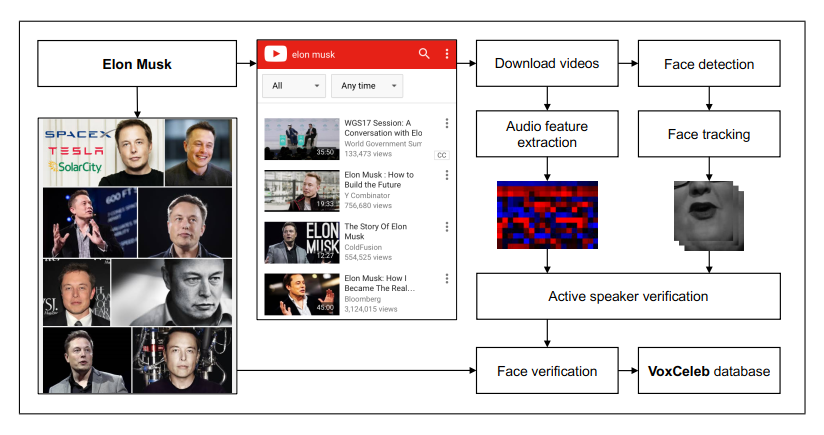 Elon Musk
elon musk
All
Any time
WGS17 Session: A
Conversation with Elo
World Government Surr
133,473 views
CC
35:50
Elon Musk : How to
Build the Future
Y Combinator
756,680 views
19:33
The Story Of Elon
Musk
ColdFusion
554,525 views
ELON
MUSK
12:27
Elon Musk: How I
Became The Real…
Bloomberg
3,124,015 views
45:00
Download videos
Face detection
Audio feature
extraction
Face tracking
Active speaker verification
Face verification
VoxCeleb database
SPACEX
TESLA
SolarCity
600 FT